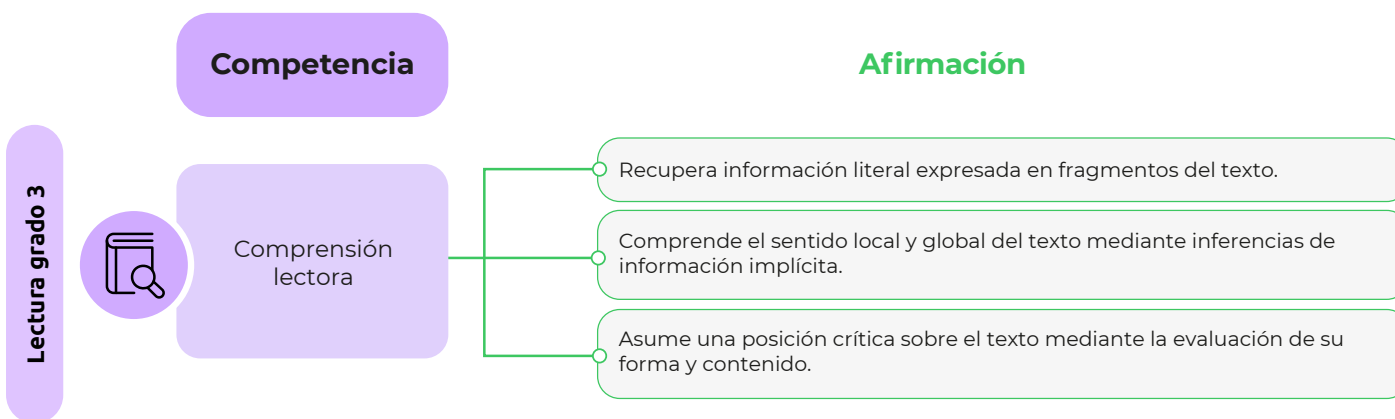 Competencia
Afirmación
Lectura grado 3
Comprensión
lectora
Recupera información literal expresada en fragmentos del texto.
Comprende el sentido local y global del texto mediante inferencias de
información implícita.
Asume una posición crítica sobre el texto mediante la evaluación de su
forma y contenido.